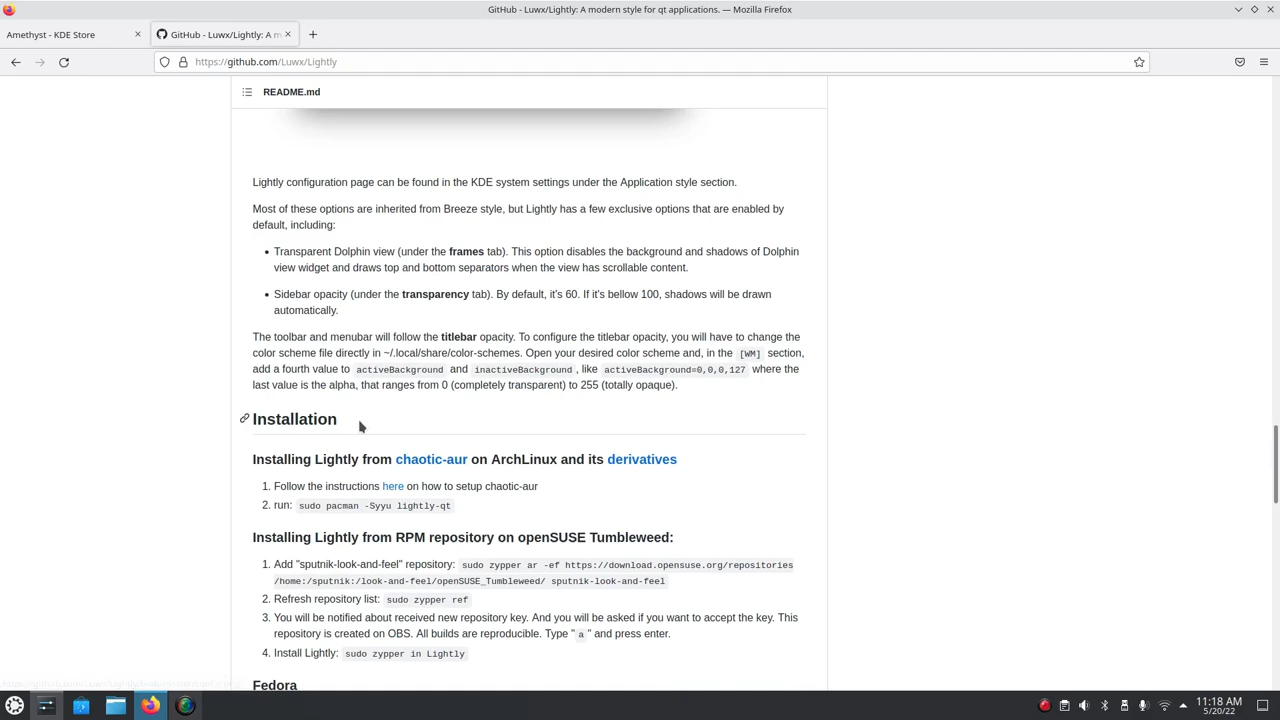 GitHub - Luwx/Lightly: A modern style for qt applications. — Mozilla Firefox
Amethyst - KDE Store
GitHub - Luwx/Lightly: A m
https://github.com/Luwx/Lightly
README.md
Lightly configuration page can be found in the KDE system settings under the Application style section.
Most of these options are inherited from Breeze style, but Lightly has a few exclusive options that are enabled by
default, including:
• Transparent Dolphin view (under the frames tab). This option disables the background and shadows of Dolphin
view widget and draws top and bottom separators when the view has scrollable content.
• Sidebar opacity (under the transparency tab). By default, it's 60. If it's bellow 100, shadows will be drawn
automatically.
The toolbar and menubar will follow the titlebar opacity. To configure the titlebar opacity, you will have to change the
color scheme file directly in ~/.local/share/color-schemes. Open your desired color scheme and, in the [WM] section,
add a fourth value to activeBackground and inactiveBackground, like activeBackground=0,0,0,127 where the
last value is the alpha, that ranges from 0 (completely transparent) to 255 (totally opaque).
Installation
Installing Lightly from chaotic-aur on ArchLinux and its derivatives
1. Follow the instructions here on how to setup chaotic-aur
2. run: sudo pacman -Syyu lightly-qt
Installing Lightly from RPM repository on openSUSE Tumbleweed:
1. Add "sputnik-look-and-feel" repository: sudo zypper ar -ef https://download.opensuse.org/repositories
/home:/sputnik:/look-and-feel/openSUSE_Tumbleweed/ sputnik-look-and-feel
2. Refresh repository list: sudo zypper ref
3. You will be notified about received new repository key. And you will be asked if you want to accept the key. This
repository is created on OBS. All builds are reproducible. Type "a" and press enter.
4. Install Lightly: sudo zypper in Lightly
Fedora
11:18 AM
5/20/22